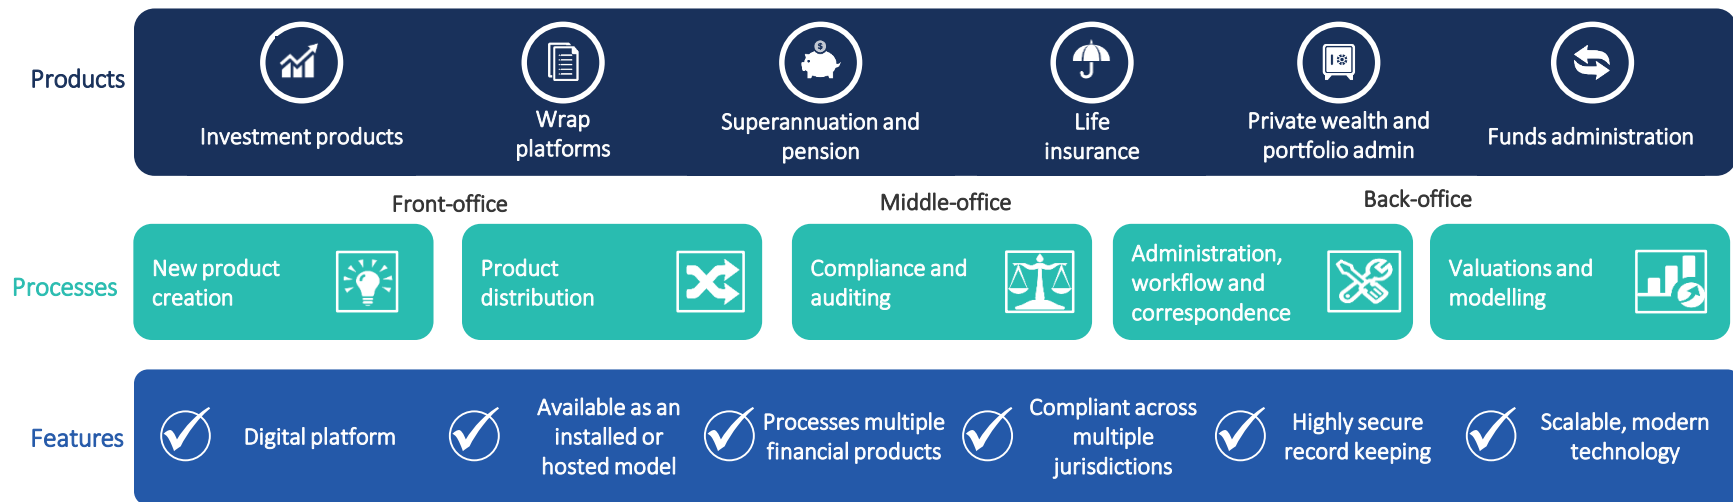 Products
Investment products
Wrap
platforms
Superannuation and
pension
Life
insurance
Private wealth and
portfolio admin
Funds administration
Front-office
Middle-office
Back-office
Processes
New product
creation
Product
distribution
Compliance and
auditing
Administration,
workflow and
correspondence
Valuations and
modelling
Features
Digital platform
Available as an
installed or
hosted model
Processes multiple
financial products
Compliant across
multiple
jurisdictions
Highly secure
record keeping
Scalable, modern
technology